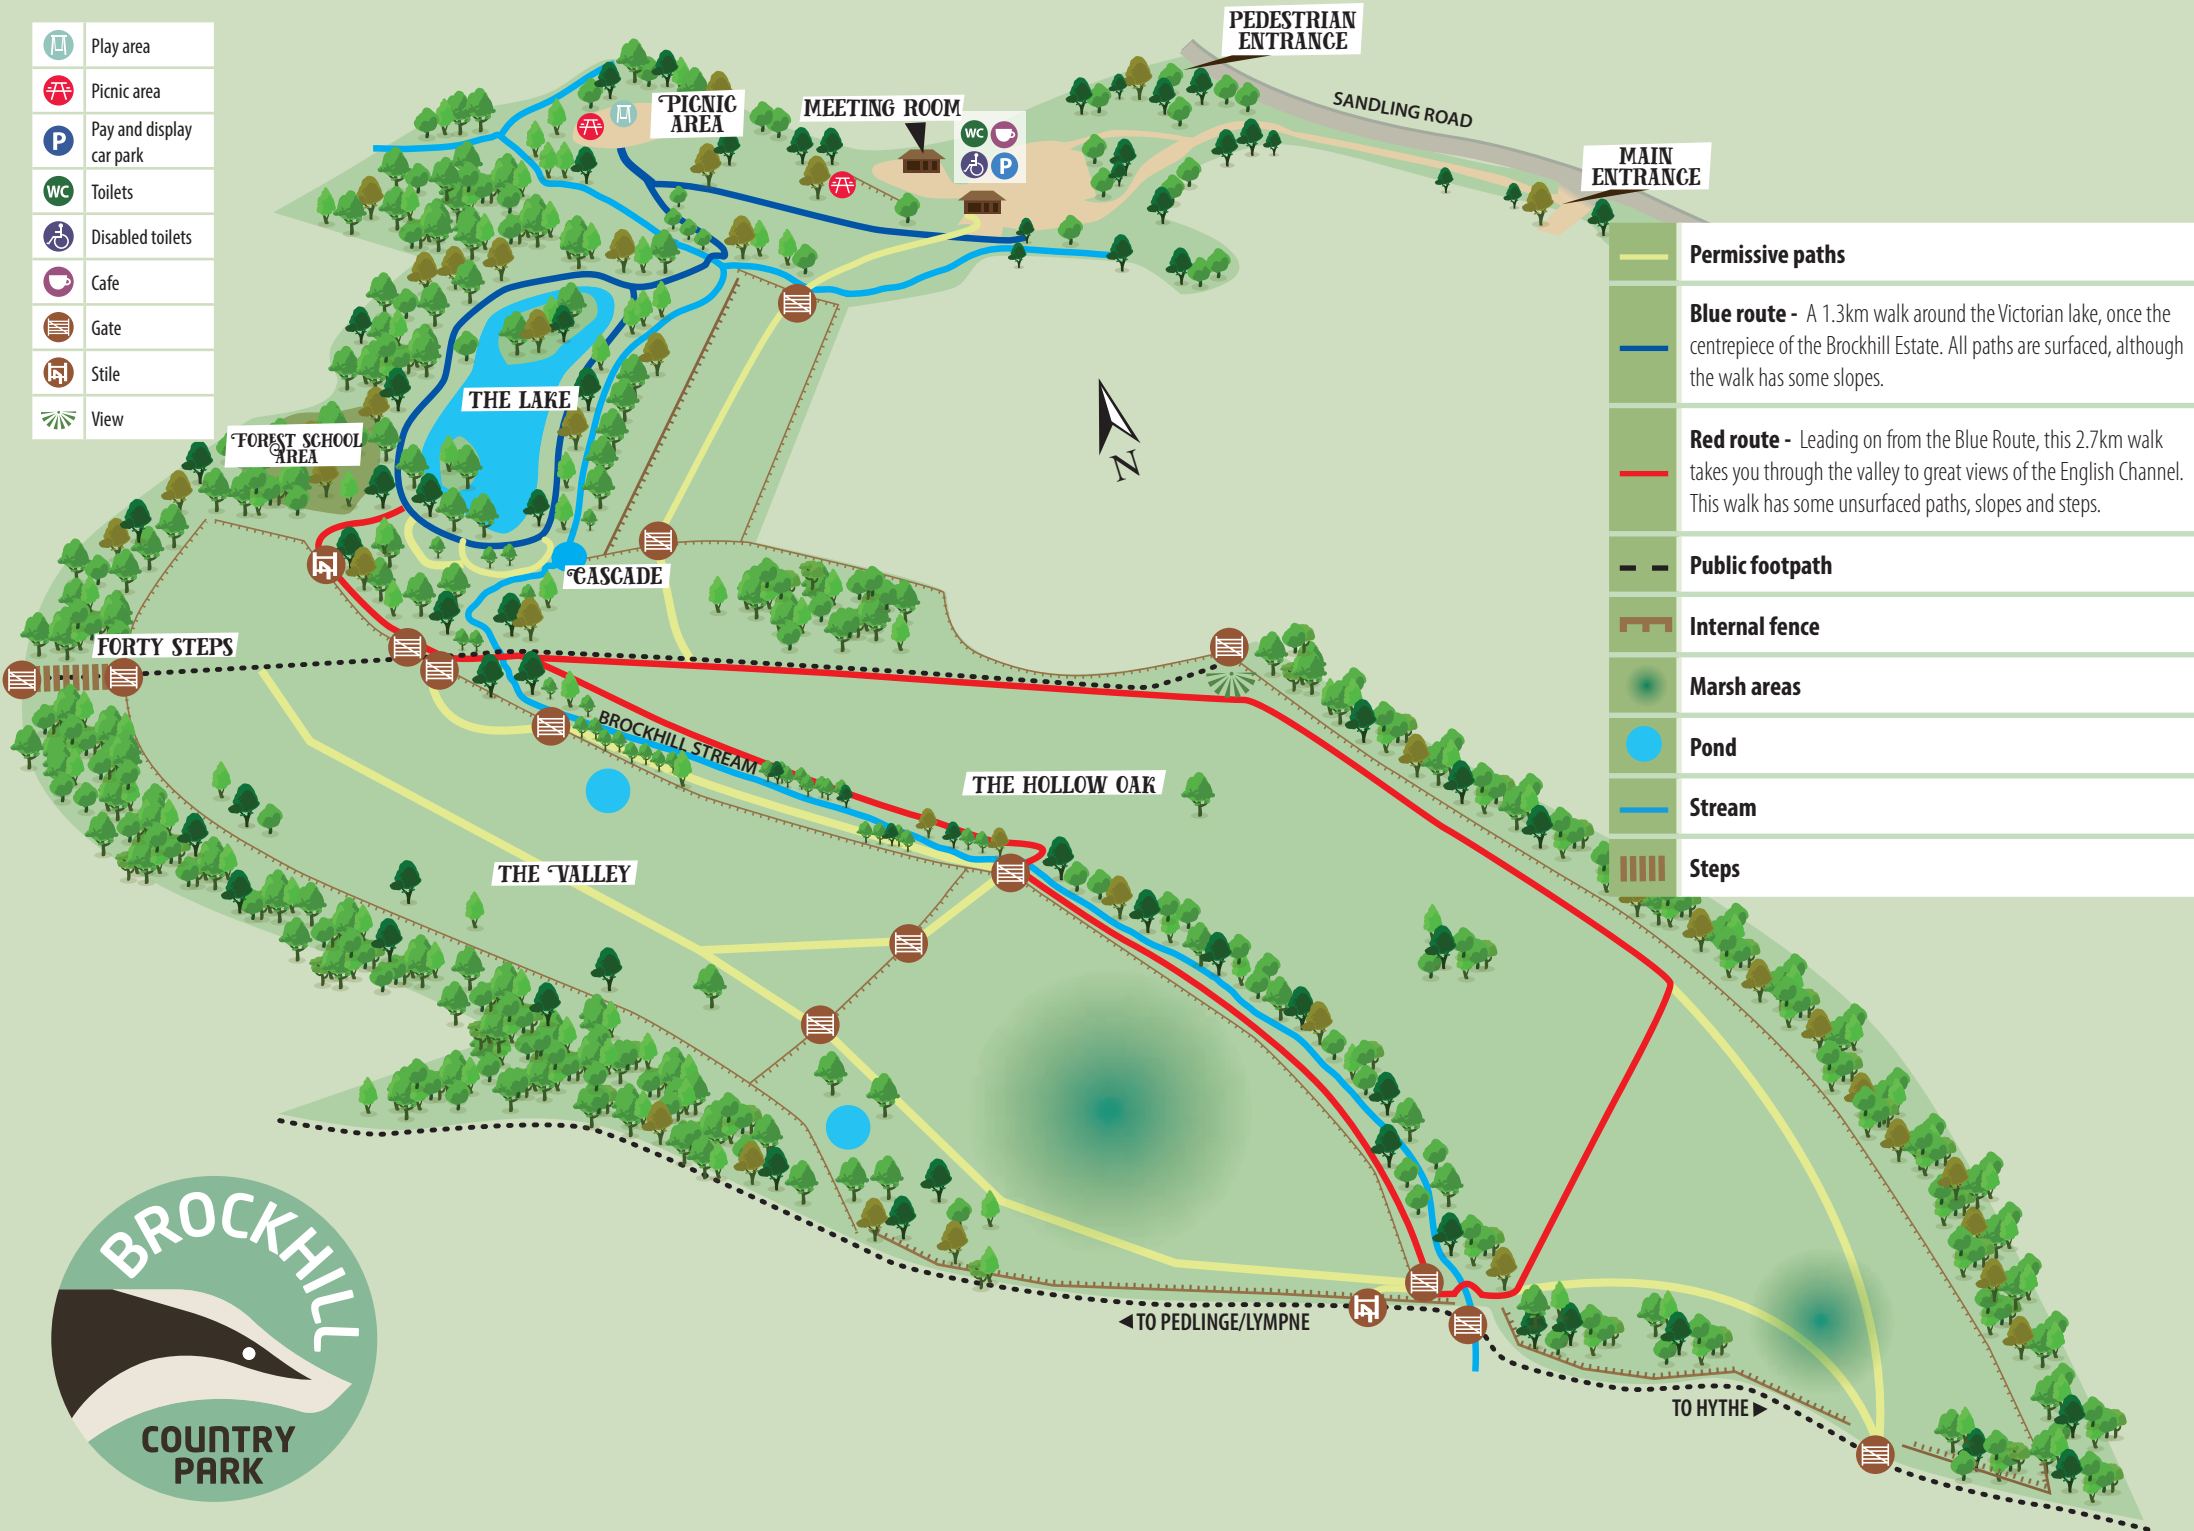 Play area
Picnic area
Pay and display
car park
WC
Toilets
Disabled toilets
Cafe
Gate
Stile
View
PEDESTRIAN
ENTRANCE
SANDLING ROAD
MAIN
ENTRANCE
PICNIC
AREA
MEETING ROOM
WC
P
P
THE LAKE
FOREST SCHOOL
AREA
N
CASCADE
FORTY STEPS
BROCKHILL STREAM
THE HOLLOW OAK
THE VALLEY
TO PEDLINGE/LYMPNE
TO HYTHE
Permissive paths
Blue route - A 1.3km walk around the Victorian lake, once the
centrepiece of the Brockhill Estate. All paths are surfaced, although
the walk has some slopes.
Red route - Leading on from the Blue Route, this 2.7km walk
takes you through the valley to great views of the English Channel.
This walk has some unsurfaced paths, slopes and steps.
Public footpath
Internal fence
Marsh areas
Pond
Stream
Steps
BROCKHILL
COUNTRY
PARK